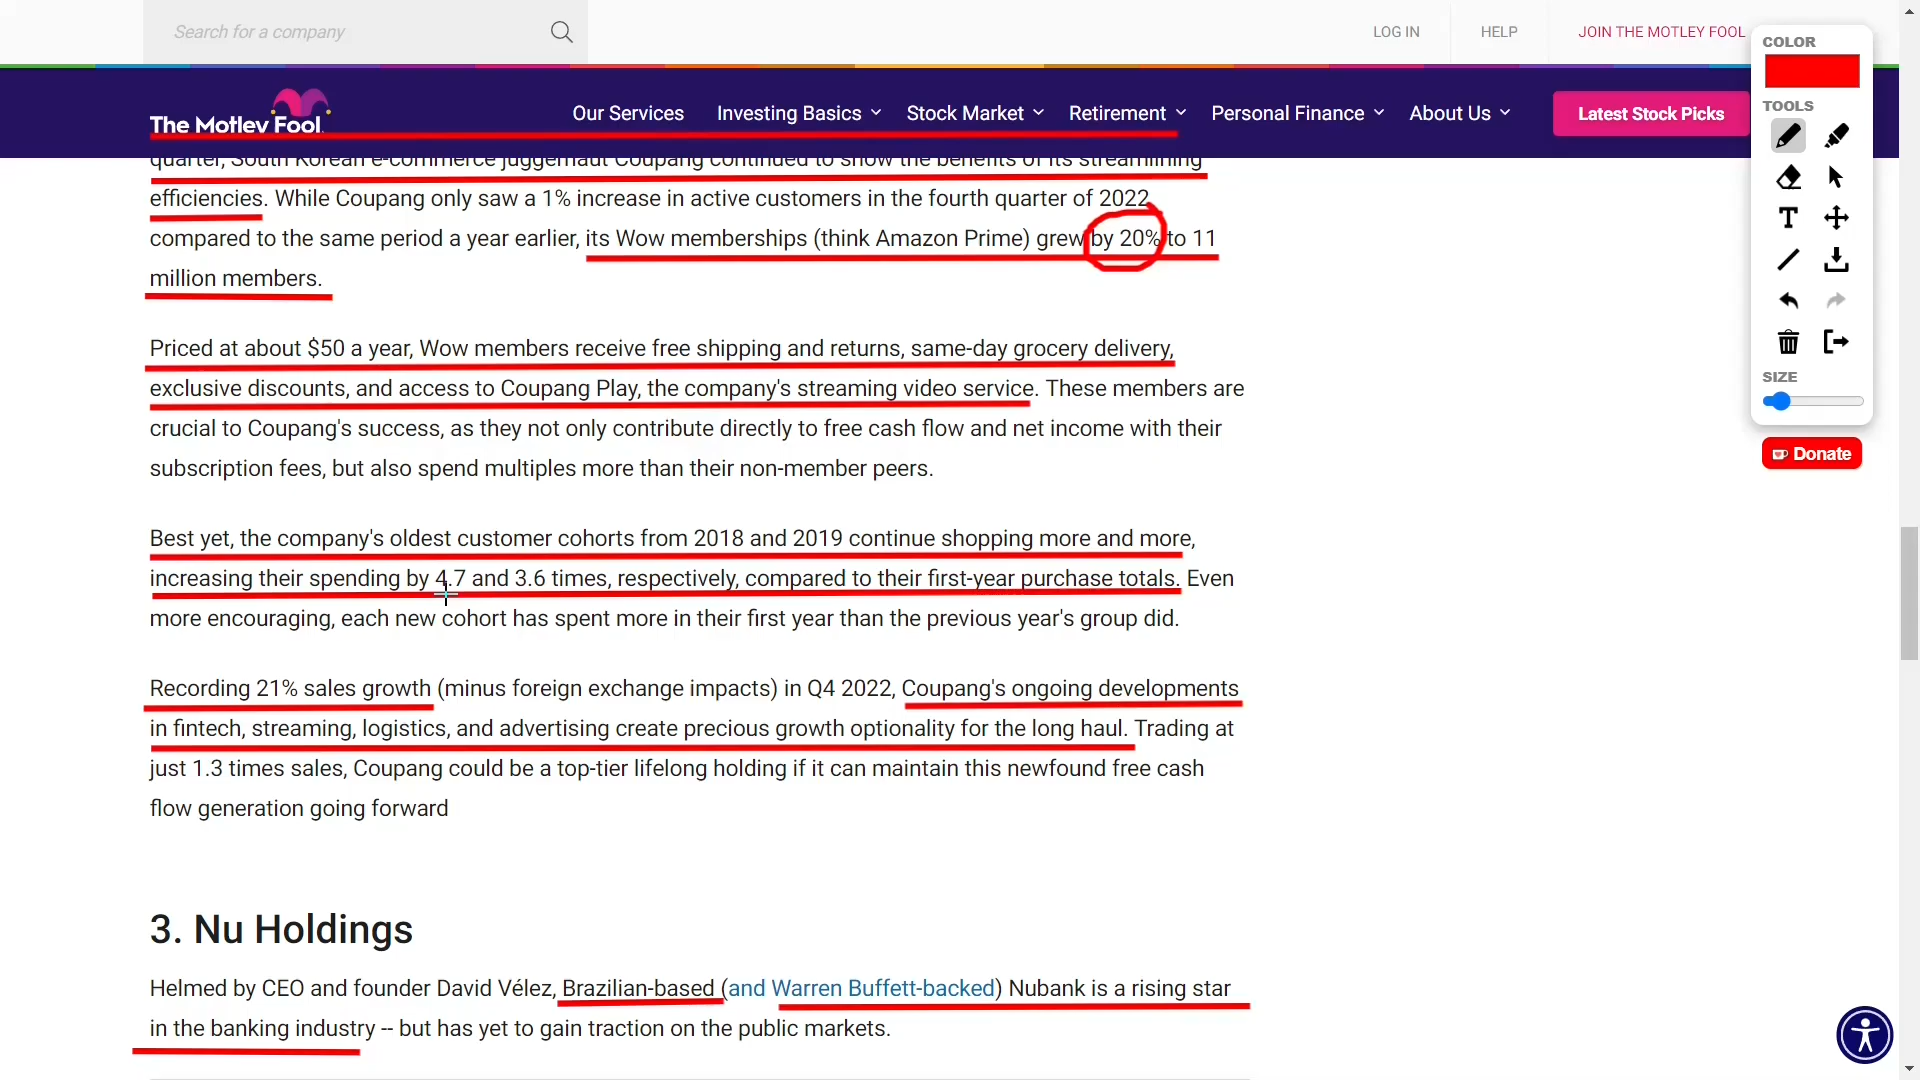 Search for a company
LOG IN
HELP
JOIN THE MOTLEY FOOL
COLOR
TOOLS
The Motley Fool
Our Services
Investing Basics
Stock Market
Retirement
Personal Finance
About Us
Latest Stock Picks
quarter, South Korean e-commerce juggernaut Coupang continued to show the benefits of its streamlining
efficiencies. While Coupang only saw a 1% increase in active customers in the fourth quarter of 2022
compared to the same period a year earlier, its Wow memberships (think Amazon Prime) grew by 20% to 11
million members.
T
Priced at about $50 a year, Wow members receive free shipping and returns, same-day grocery delivery,
exclusive discounts, and access to Coupang Play, the company's streaming video service. These members are
crucial to Coupang's success, as they not only contribute directly to free cash flow and net income with their
subscription fees, but also spend multiples more than their non-member peers.
SIZE
Donate
Best yet, the company's oldest customer cohorts from 2018 and 2019 continue shopping more and more,
increasing their spending by 4.7 and 3.6 times, respectively, compared to their first-year purchase totals. Even
more encouraging, each new cohort has spent more in their first year than the previous year's group did.
Recording 21% sales growth (minus foreign exchange impacts) in Q4 2022, Coupang's ongoing developments
in fintech, streaming, logistics, and advertising create precious growth optionality for the long haul. Trading at
just 1.3 times sales, Coupang could be a top-tier lifelong holding if it can maintain this newfound free cash
flow generation going forward
3. Nu Holdings
Helmed by CEO and founder David Vélez, Brazilian-based (and Warren Buffett-backed) Nubank is a rising star
in the banking industry -- but has yet to gain traction on the public markets.